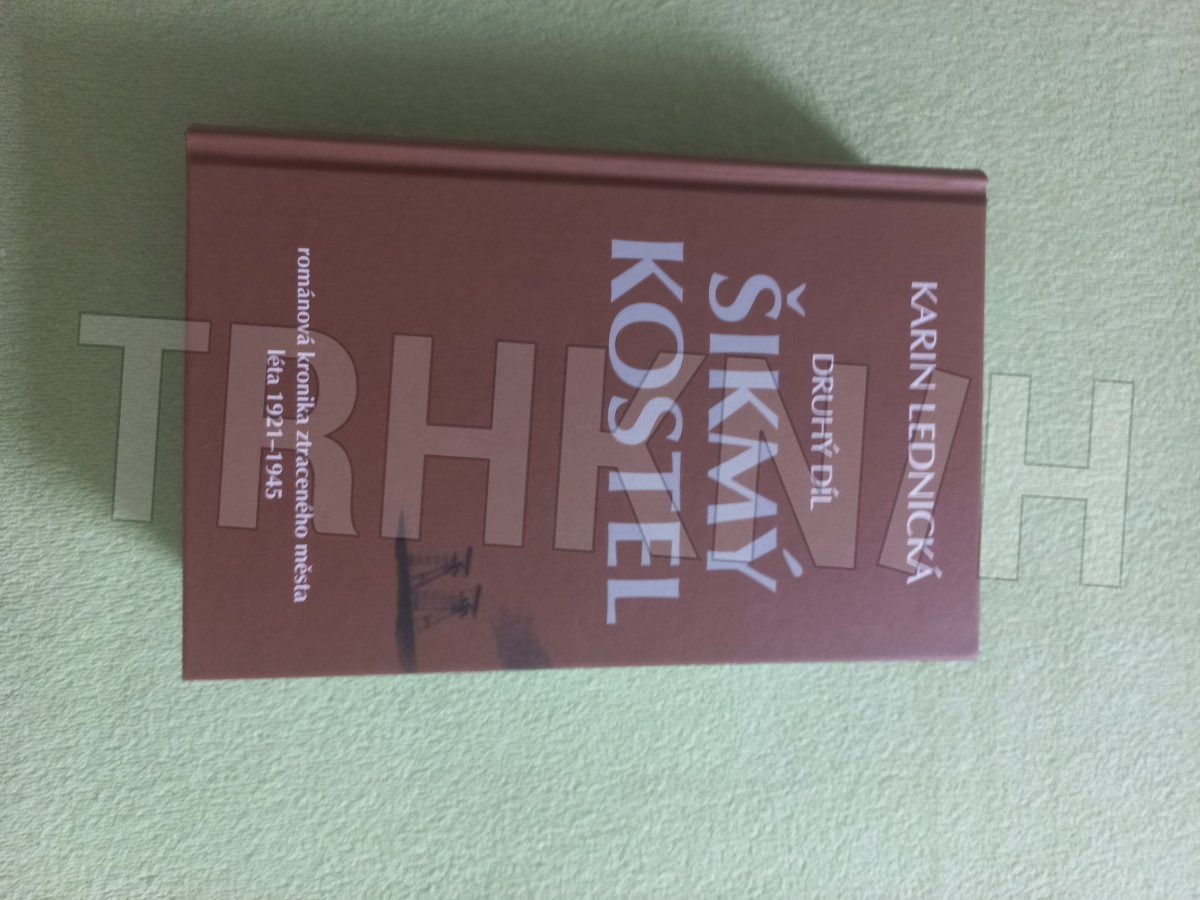 KARIN LEDNICKÁ
DRUHÝ DÍL
ŠIKMÝ
KOSTEL
románová kronika ztraceného města
léta 1921–1945
TRHKNIH